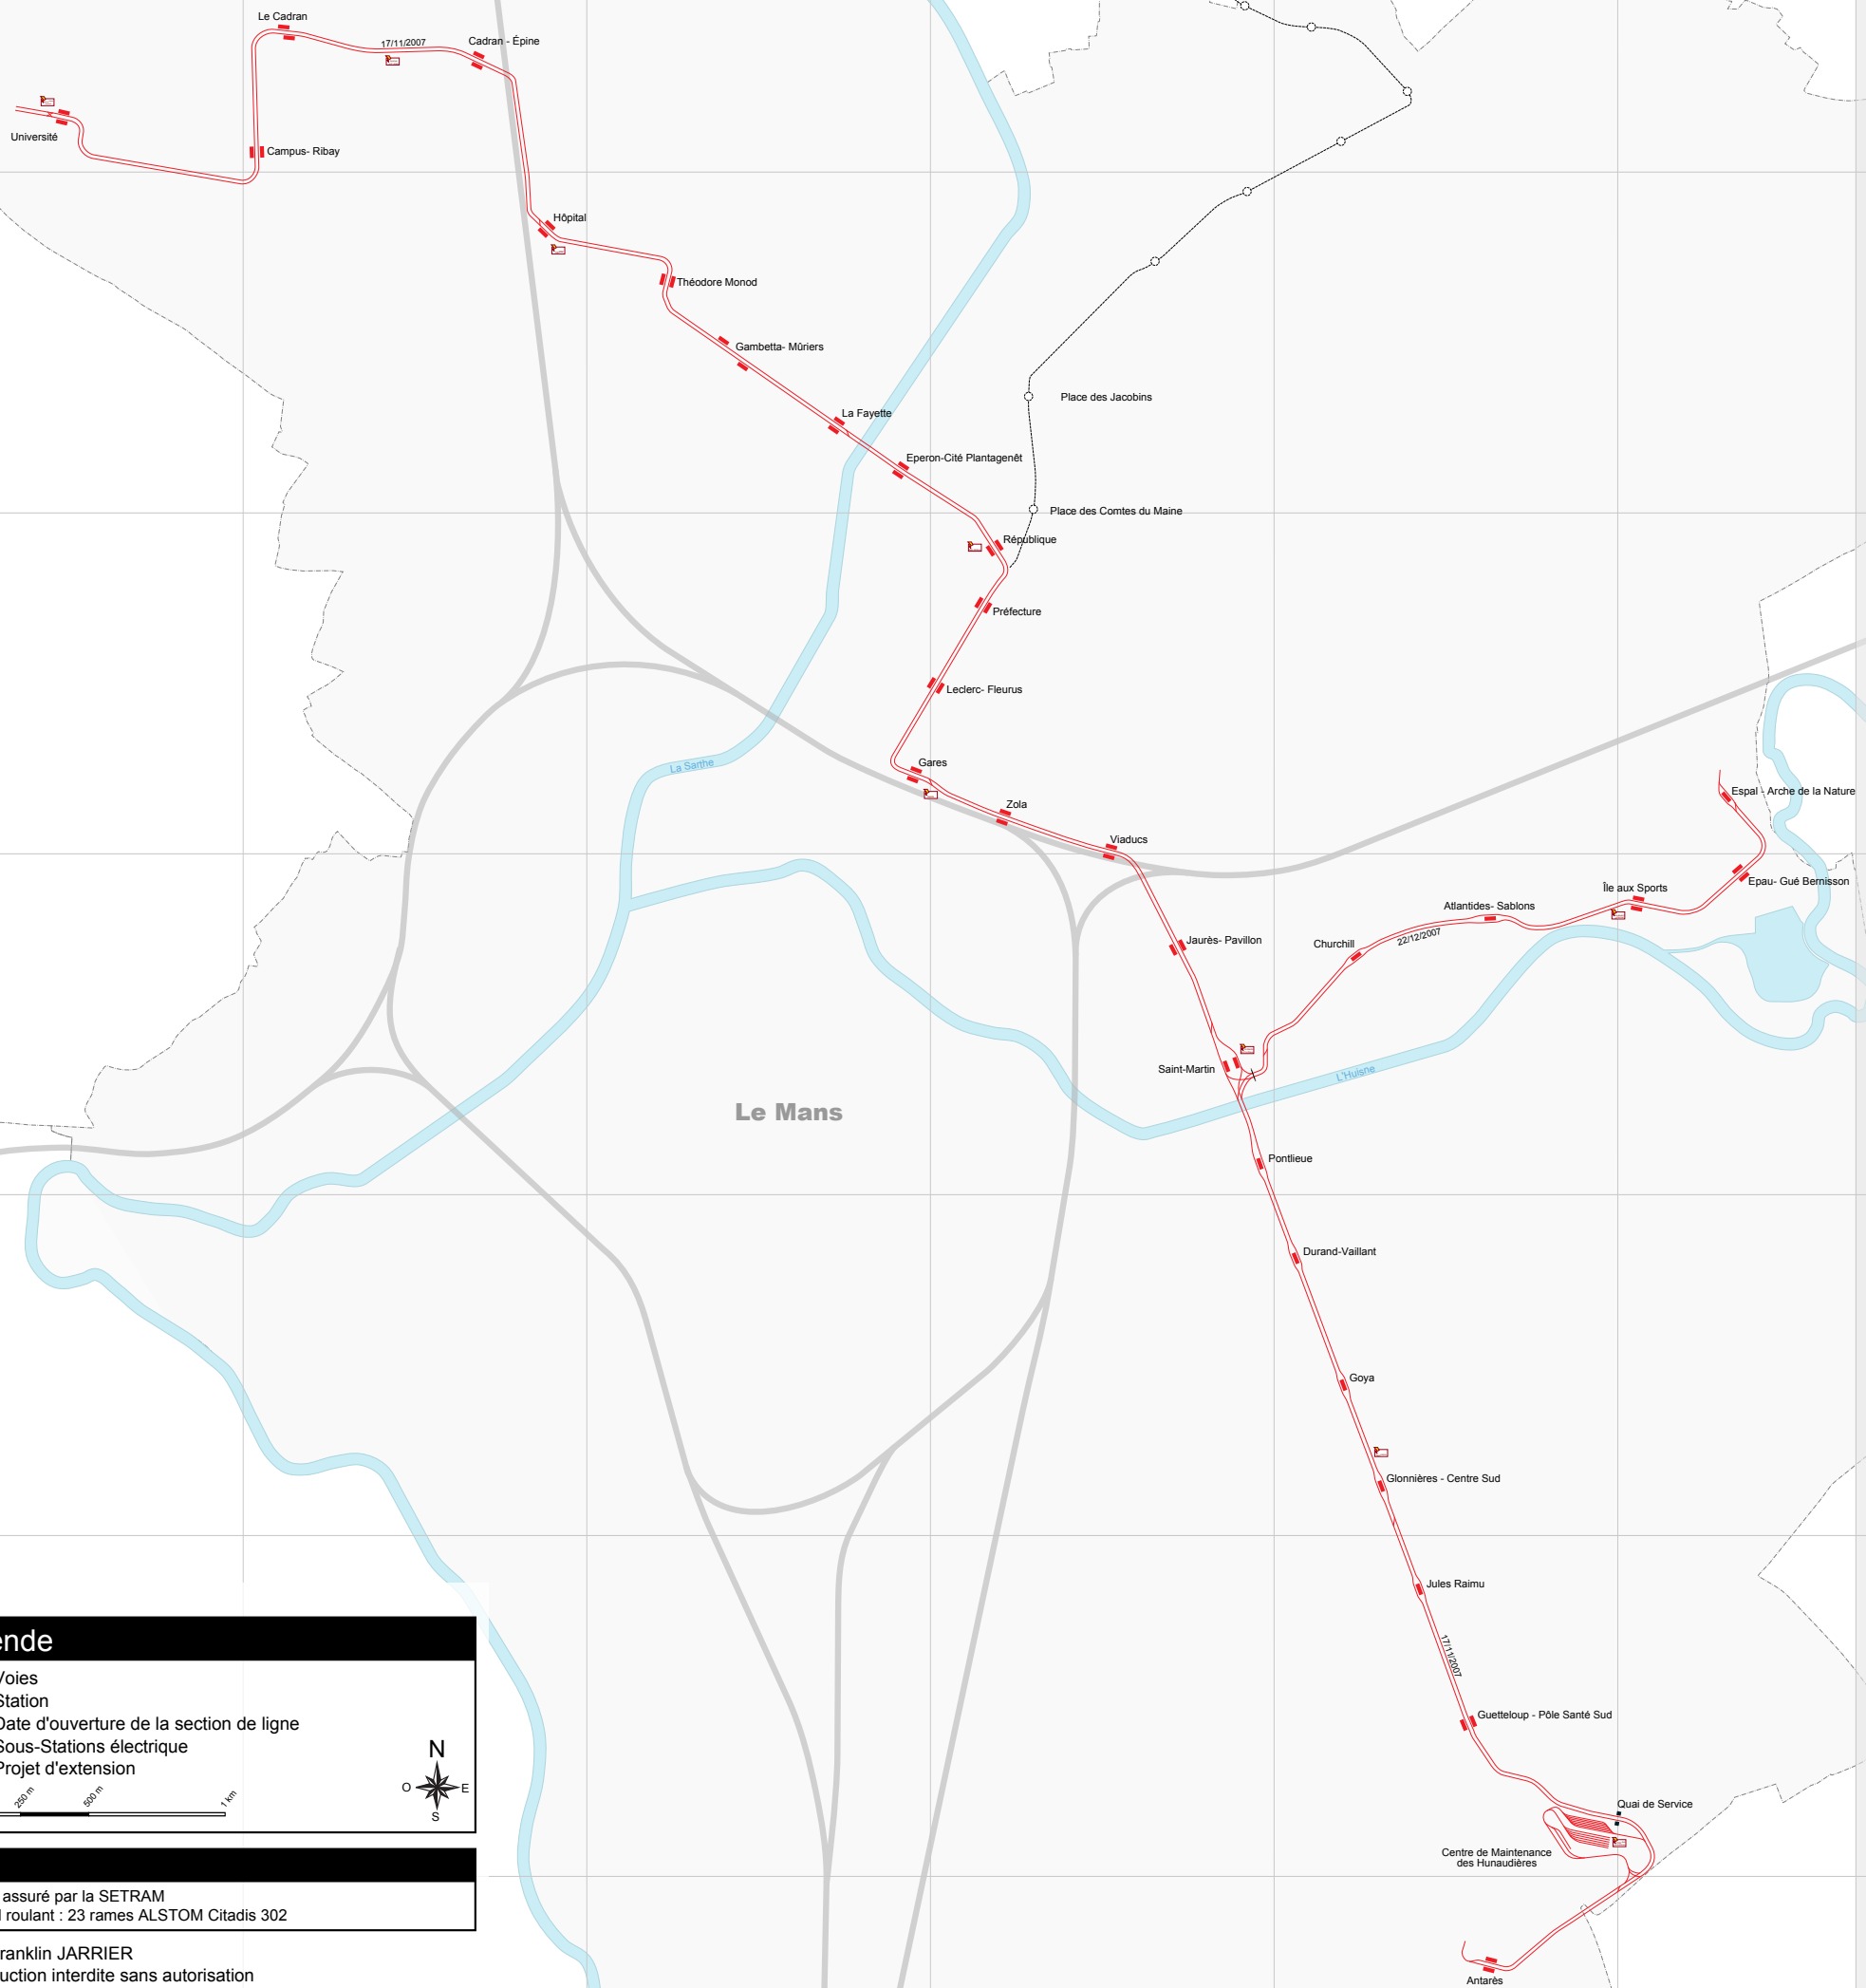 Le Cadran
17/11/2007
Cadran - Épine
Université
Campus- Ribay
Hôpital
Théodore Monod
Gambetta- Mûriers
Place des Jacobins
La Fayette
Eperon-Cité Plantagenêt
Place des Comtes du Maine
République
Préfecture
Leclerc- Fleurus
La Sarthe
Gares
Zola
Viaducs
Espal - Arche de la Nature
Epau- Gué Bernisson
Île aux Sports
Atlantides- Sablons
22/12/2007
Churchill
Jaurès- Pavillon
Saint-Martin
L'Huisne
Le Mans
Pontlieue
Durand-Vaillant
Goya
Glonnières - Centre Sud
Jules Raimu
17/11/2007
Guetteloup - Pôle Santé Sud
Quai de Service
Centre de Maintenance
des Hunaudières
Antarès
ende
Voies
Station
Date d'ouverture de la section de ligne
Sous-Stations électrique
Projet d'extension
250 m
500 m
1 km
N
O
E
S
assuré par la SETRAM
l roulant : 23 rames ALSTOM Citadis 302
ranklin JARRIER
uction interdite sans autorisation